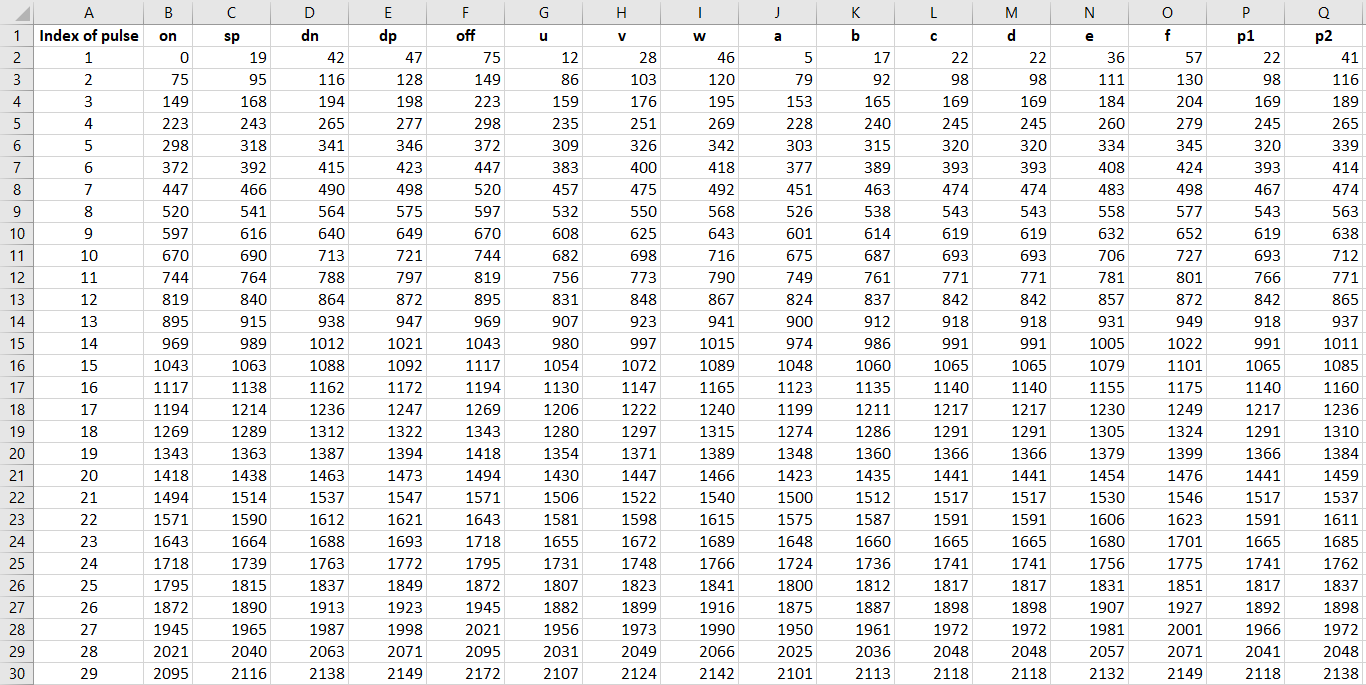 A B C D E F G H I J K L M N O P Q
1 Index of pulse on sp dn dp off u v w a b c d e f p1 p2
2 1 0 19 42 47 75 12 28 46 5 17 22 22 36 57 22 41
3 2 75 95 116 128 149 86 103 120 79 92 98 98 111 130 98 116
4 3 149 168 194 198 223 159 176 195 153 165 169 169 184 204 169 189
5 4 223 243 265 277 298 235 251 269 228 240 245 245 260 279 245 265
6 5 298 318 341 346 372 309 326 342 303 315 320 320 334 345 320 339
7 6 372 392 415 423 447 383 400 418 377 389 393 393 408 424 393 414
8 7 447 466 490 498 520 457 475 492 451 463 474 474 483 498 467 474
9 8 520 541 564 575 597 532 550 568 526 538 543 543 558 577 543 563
10 9 597 616 640 649 670 608 625 643 601 614 619 619 632 652 619 638
11 10 670 690 713 721 744 682 698 716 675 687 693 693 706 727 693 712
12 11 744 764 788 797 819 756 773 790 749 761 771 771 781 801 766 771
13 12 819 840 864 872 895 831 848 867 824 837 842 842 857 872 842 865
14 13 895 915 938 947 969 907 923 941 900 912 918 918 931 949 918 937
15 14 969 989 1012 1021 1043 980 997 1015 974 986 991 991 1005 1022 991 1011
16 15 1043 1063 1088 1092 1117 1054 1072 1089 1048 1060 1065 1065 1079 1101 1065 1085
17 16 1117 1138 1162 1172 1194 1130 1147 1165 1123 1135 1140 1140 1155 1175 1140 1160
18 17 1194 1214 1236 1247 1269 1206 1222 1240 1199 1211 1217 1217 1230 1249 1217 1236
19 18 1269 1289 1312 1322 1343 1280 1297 1315 1274 1286 1291 1291 1305 1324 1291 1310
20 19 1343 1363 1387 1394 1418 1354 1371 1389 1348 1360 1366 1366 1379 1399 1366 1384
21 20 1418 1438 1463 1473 1494 1430 1447 1466 1423 1435 1441 1441 1454 1476 1441 1459
22 21 1494 1514 1537 1547 1571 1506 1522 1540 1500 1512 1517 1517 1530 1546 1517 1537
23 22 1571 1590 1612 1621 1643 1581 1598 1615 1575 1587 1591 1591 1606 1623 1591 1611
24 23 1643 1664 1688 1693 1718 1655 1672 1689 1648 1660 1665 1665 1680 1701 1665 1685
25 24 1718 1739 1763 1772 1795 1731 1748 1766 1724 1736 1741 1741 1756 1775 1741 1762
26 25 1795 1815 1837 1849 1872 1807 1823 1841 1800 1812 1817 1817 1831 1851 1817 1837
27 26 1872 1890 1913 1923 1945 1882 1899 1916 1875 1887 1898 1898 1907 1927 1892 1898
28 27 1945 1965 1987 1998 2021 1956 1973 1990 1950 1961 1972 1972 1981 2001 1966 1972
29 28 2021 2040 2063 2071 2095 2031 2049 2066 2025 2036 2048 2048 2057 2071 2041 2048
30 29 2095 2116 2138 2149 2172 2107 2124 2142 2101 2113 2118 2118 2132 2149 2118 2138